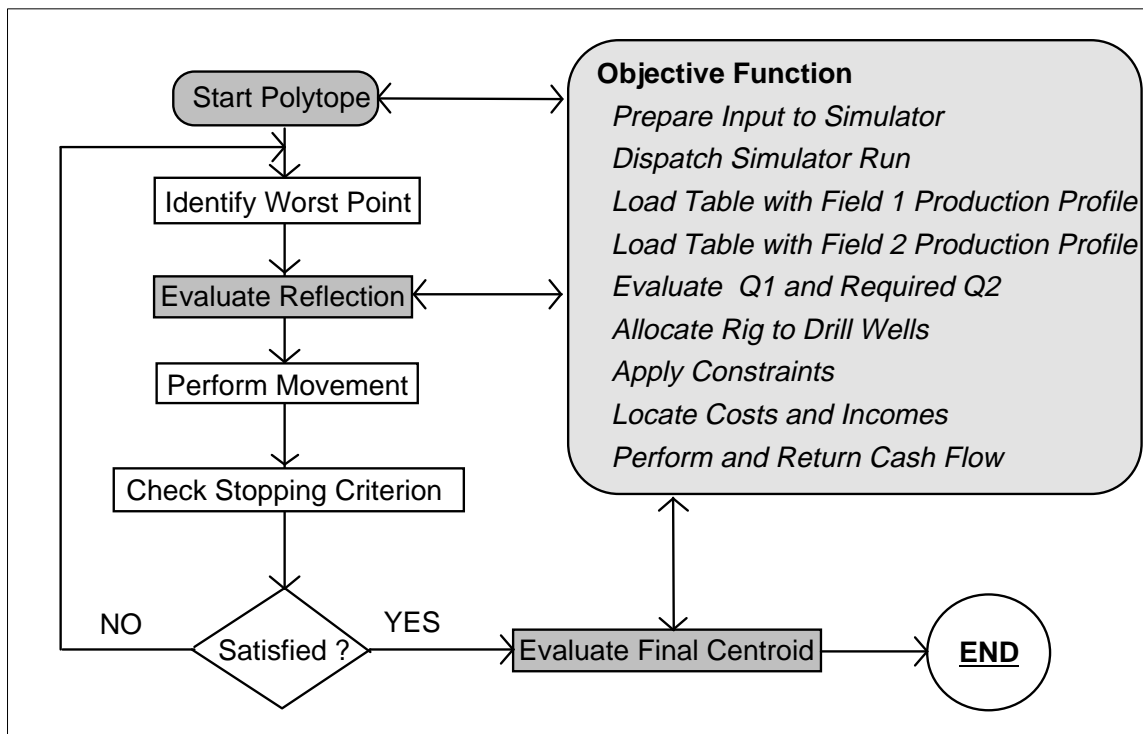 Start Polytope
Identify Worst Point
Evaluate Reflection
Perform Movement
Check Stopping Criterion
NO
Satisfied ?
YES
Evaluate Final Centroid
END
Objective Function
Prepare Input to Simulator
Dispatch Simulator Run
Load Table with Field 1 Production Profile
Load Table with Field 2 Production Profile
Evaluate Q1 and Required Q2
Allocate Rig to Drill Wells
Apply Constraints
Locate Costs and Incomes
Perform and Return Cash Flow